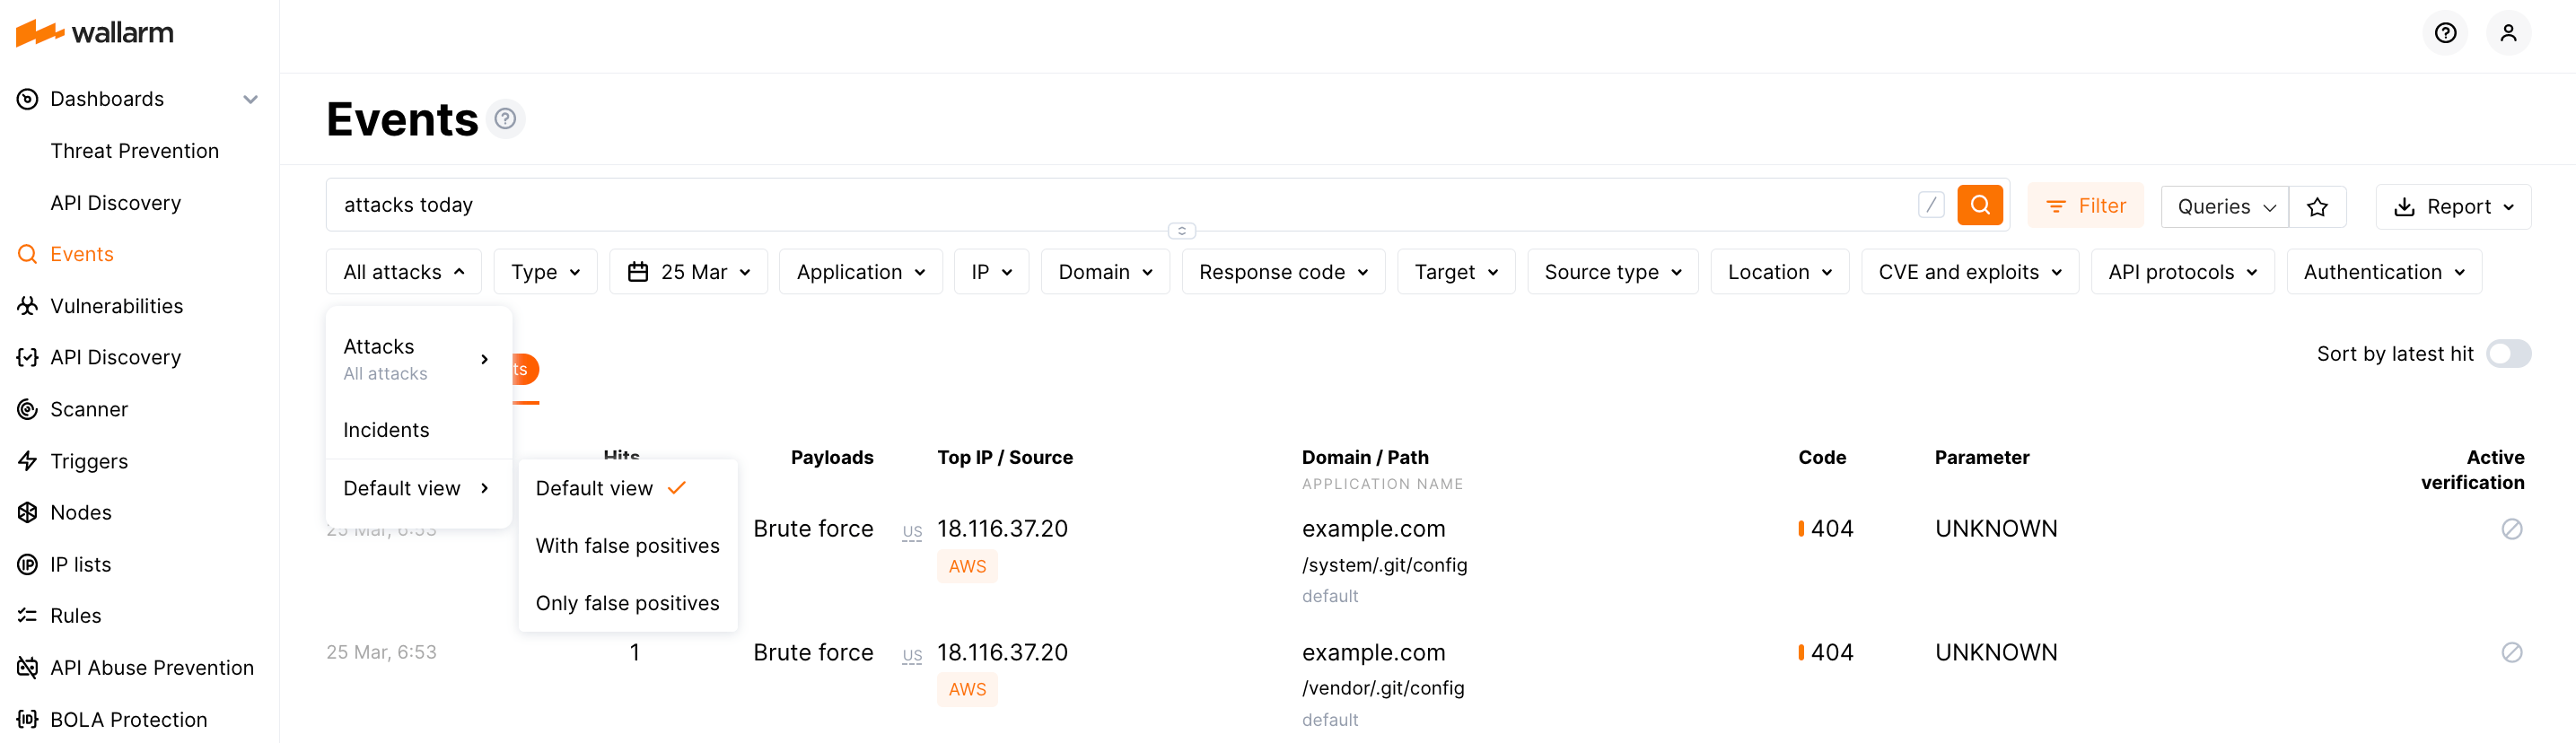 wallarm
Dashboards
Threat Prevention
API Discovery
Events
Vulnerabilities
API Discovery
Scanner
Triggers
Nodes
IP lists
Rules
API Abuse Prevention
BOLA Protection
Events
attacks today
/
Filter
Queries
Report
All attacks
Type
25 Mar
Application
IP
Domain
Response code
Target
Source type
Location
CVE and exploits
API protocols
Authentication
Attacks
All attacks
Incidents
Default view
Default view
With false positives
Only false positives
ts
Sort by latest hit
Hits
Payloads
Top IP / Source
Domain / Path
APPLICATION NAME
Code
Parameter
Active
verification
25 Mar, 6:53
Brute force
US
18.116.37.20
AWS
example.com
/system/.git/config
default
404
UNKNOWN
25 Mar, 6:53
1
Brute force
US
18.116.37.20
AWS
example.com
/vendor/.git/config
default
404
UNKNOWN